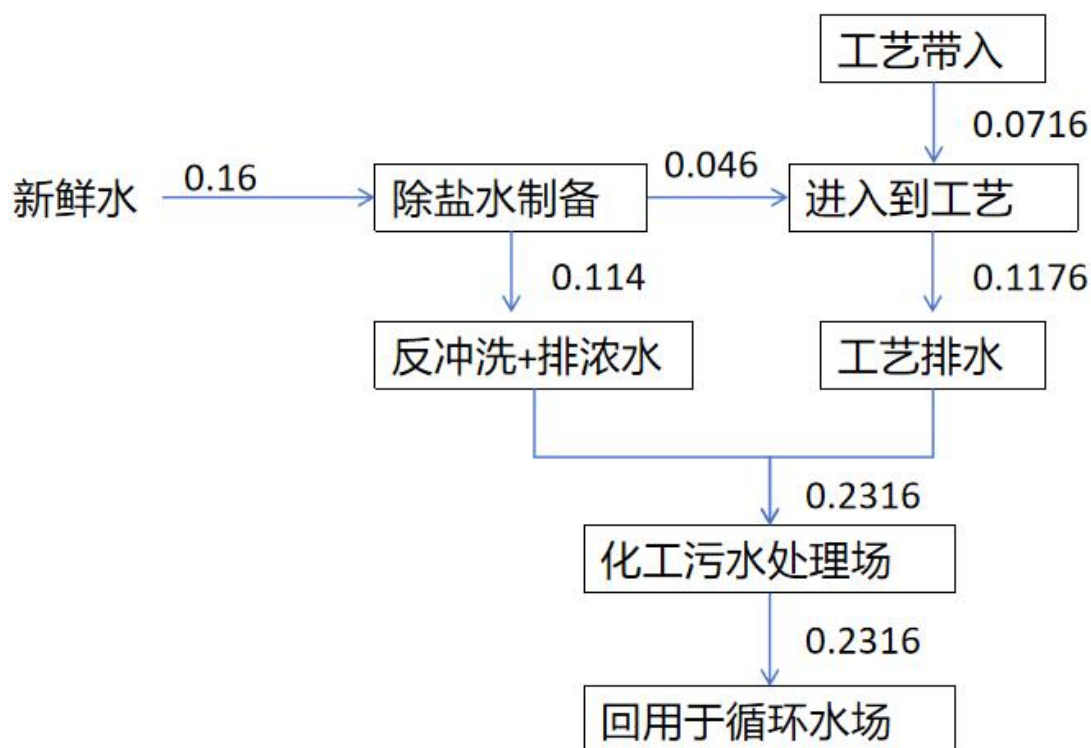 工艺带入
0.0716
新鲜水
0.16
除盐水制备
0.046
进入到工艺
0.114
0.1176
反冲洗+排浓水
工艺排水
0.2316
化工污水处理场
0.2316
回用于循环水场